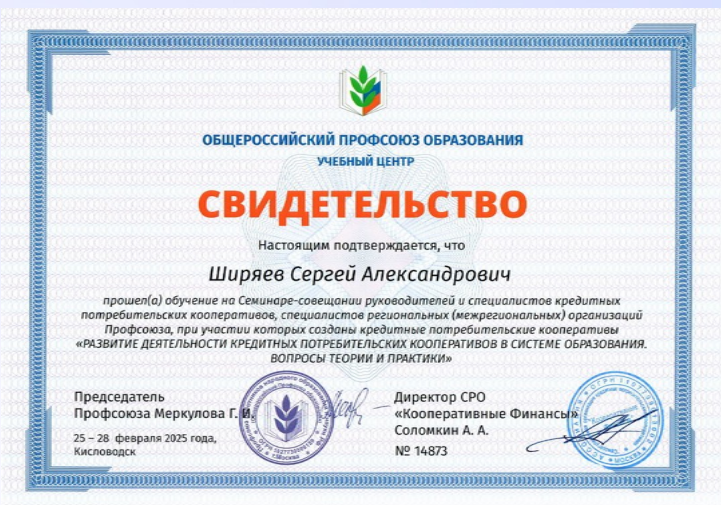 ОБЩЕРОССИЙСКИЙ ПРОФСОЮЗ ОБРАЗОВАНИЯ
УЧЕБНЫЙ ЦЕНТР
СВИДЕТЕЛЬСТВО
Настоящим подтверждается, что
Ширяев Сергей Александрович
прошел(а) обучение на Семинаре-совещании руководителей и специалистов кредитных
потребительских кооперативов, специалистов региональных (межрегиональных) организаций
Профсоюза, при участии которых созданы кредитные потребительские кооперативы
«РАЗВИТИЕ ДЕЯТЕЛЬНОСТИ КРЕДИТНЫХ ПОТРЕБИТЕЛЬСКИХ КООПЕРАТИВОВ В СИСТЕМЕ ОБРАЗОВАНИЯ.
ВОПРОСЫ ТЕОРИИ И ПРАКТИКИ»
Председатель
Профсоюза Меркулова Г. И.
25 – 28 февраля 2025 года,
Кисловодск
Директор СРО
«Кооперативные Финансы»
Соломкин А. А.
№ 14873